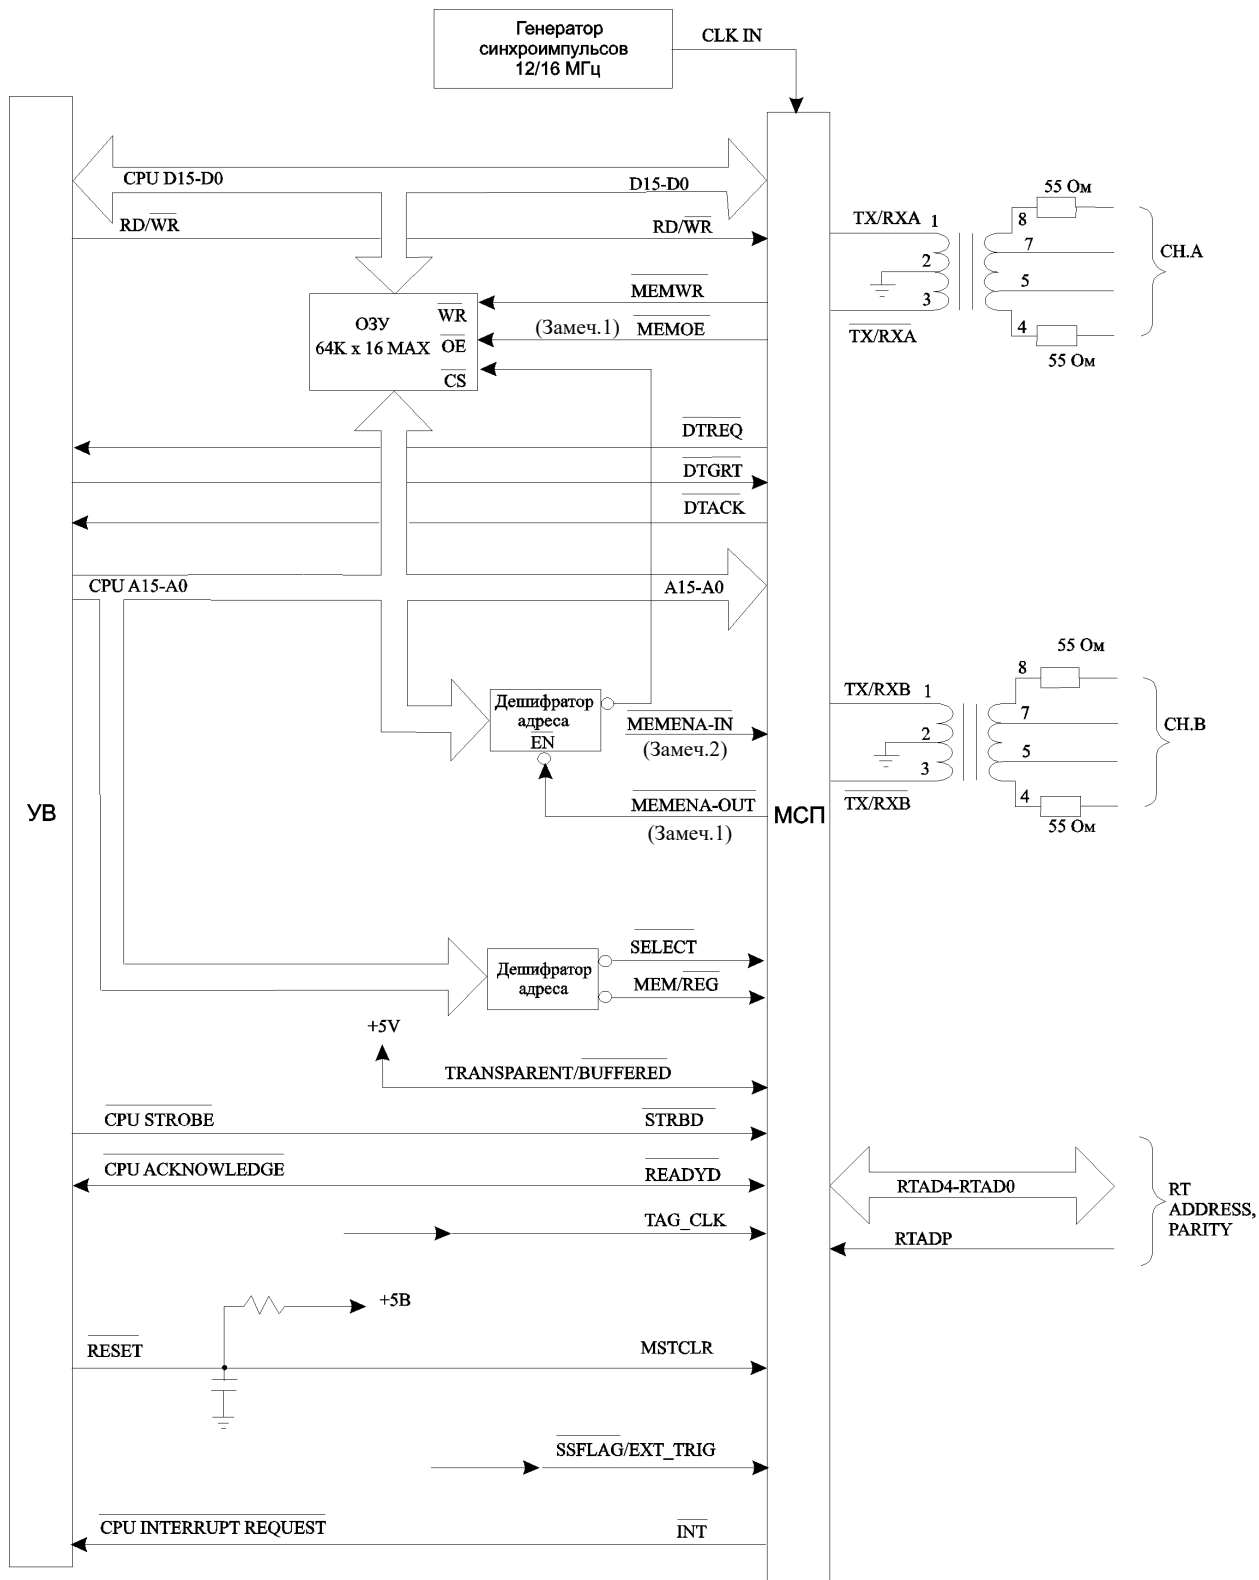 Генератор
синхроимпульсов
12/16 МГц
CLK IN
CPU D15-D0
D15-D0
RD/WR
RD/WR
ОЗУ
64K x 16 MAX
WR
OE
CS
MEMWR
(Замеч.1)
MEMOE
DTREQ
DTGRT
DTACK
CPU A15-A0
A15-A0
Дешифратор
адреса
EN
MEMENA-IN
(Замеч.2)
MEMENA-OUT
(Замеч.1)
УВ
МСП
Дешифратор
адреса
SELECT
MEM/REG
+5V
TRANSPARENT/BUFFERED
CPU STROBE
STRBD
CPU ACKNOWLEDGE
READYD
TAG_CLK
+5В
RESET
MSTCLR
SSFLAG/EXT_TRIG
CPU INTERRUPT REQUEST
INT
TX/RXA
1
2
3
TX/RXA
8
7
5
4
55 Ом
55 Ом
CH.A
TX/RXB
1
2
3
TX/RXB
8
7
5
4
55 Ом
55 Ом
CH.B
RTAD4-RTAD0
RTADP
RT
ADDRESS,
PARITY